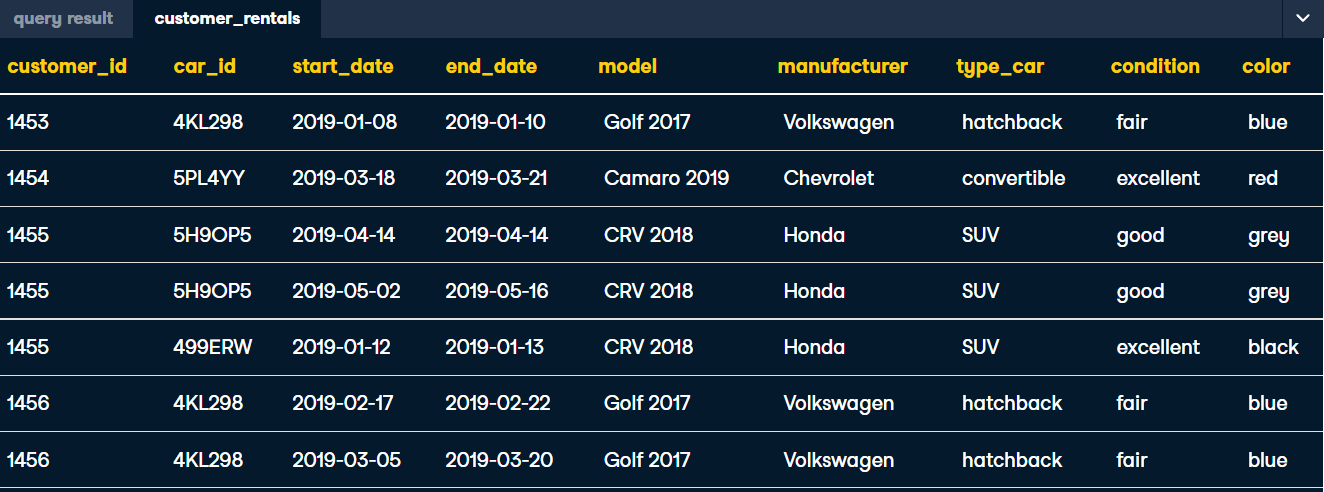 query result customer_rentals
customer_id car_id start_date end_date model manufacturer type_car condition color
1453 4KL298 2019-01-08 2019-01-10 Golf 2017 Volkswagen hatchback fair blue
1454 5PL4YY 2019-03-18 2019-03-21 Camaro 2019 Chevrolet convertible excellent red
1455 5H9OP5 2019-04-14 2019-04-14 CRV 2018 Honda SUV good grey
1455 5H9OP5 2019-05-02 2019-05-16 CRV 2018 Honda SUV good grey
1455 499ERW 2019-01-12 2019-01-13 CRV 2018 Honda SUV excellent black
1456 4KL298 2019-02-17 2019-02-22 Golf 2017 Volkswagen hatchback fair blue
1456 4KL298 2019-03-05 2019-03-20 Golf 2017 Volkswagen hatchback fair blue